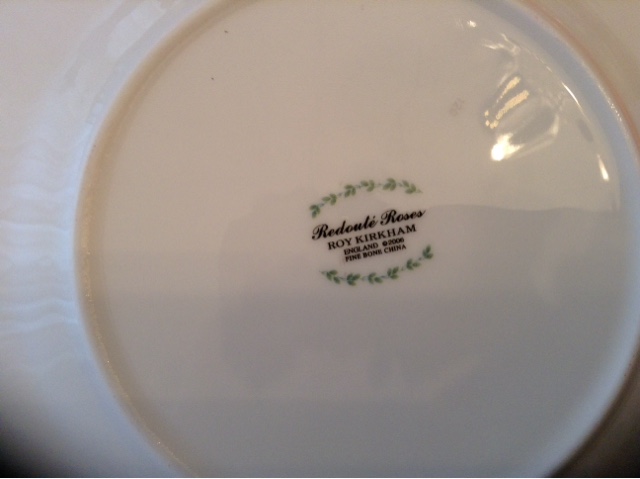 Redouté Roses
ROY KIRKHAM
ENGLAND ©2006
FINE BONE CHINA